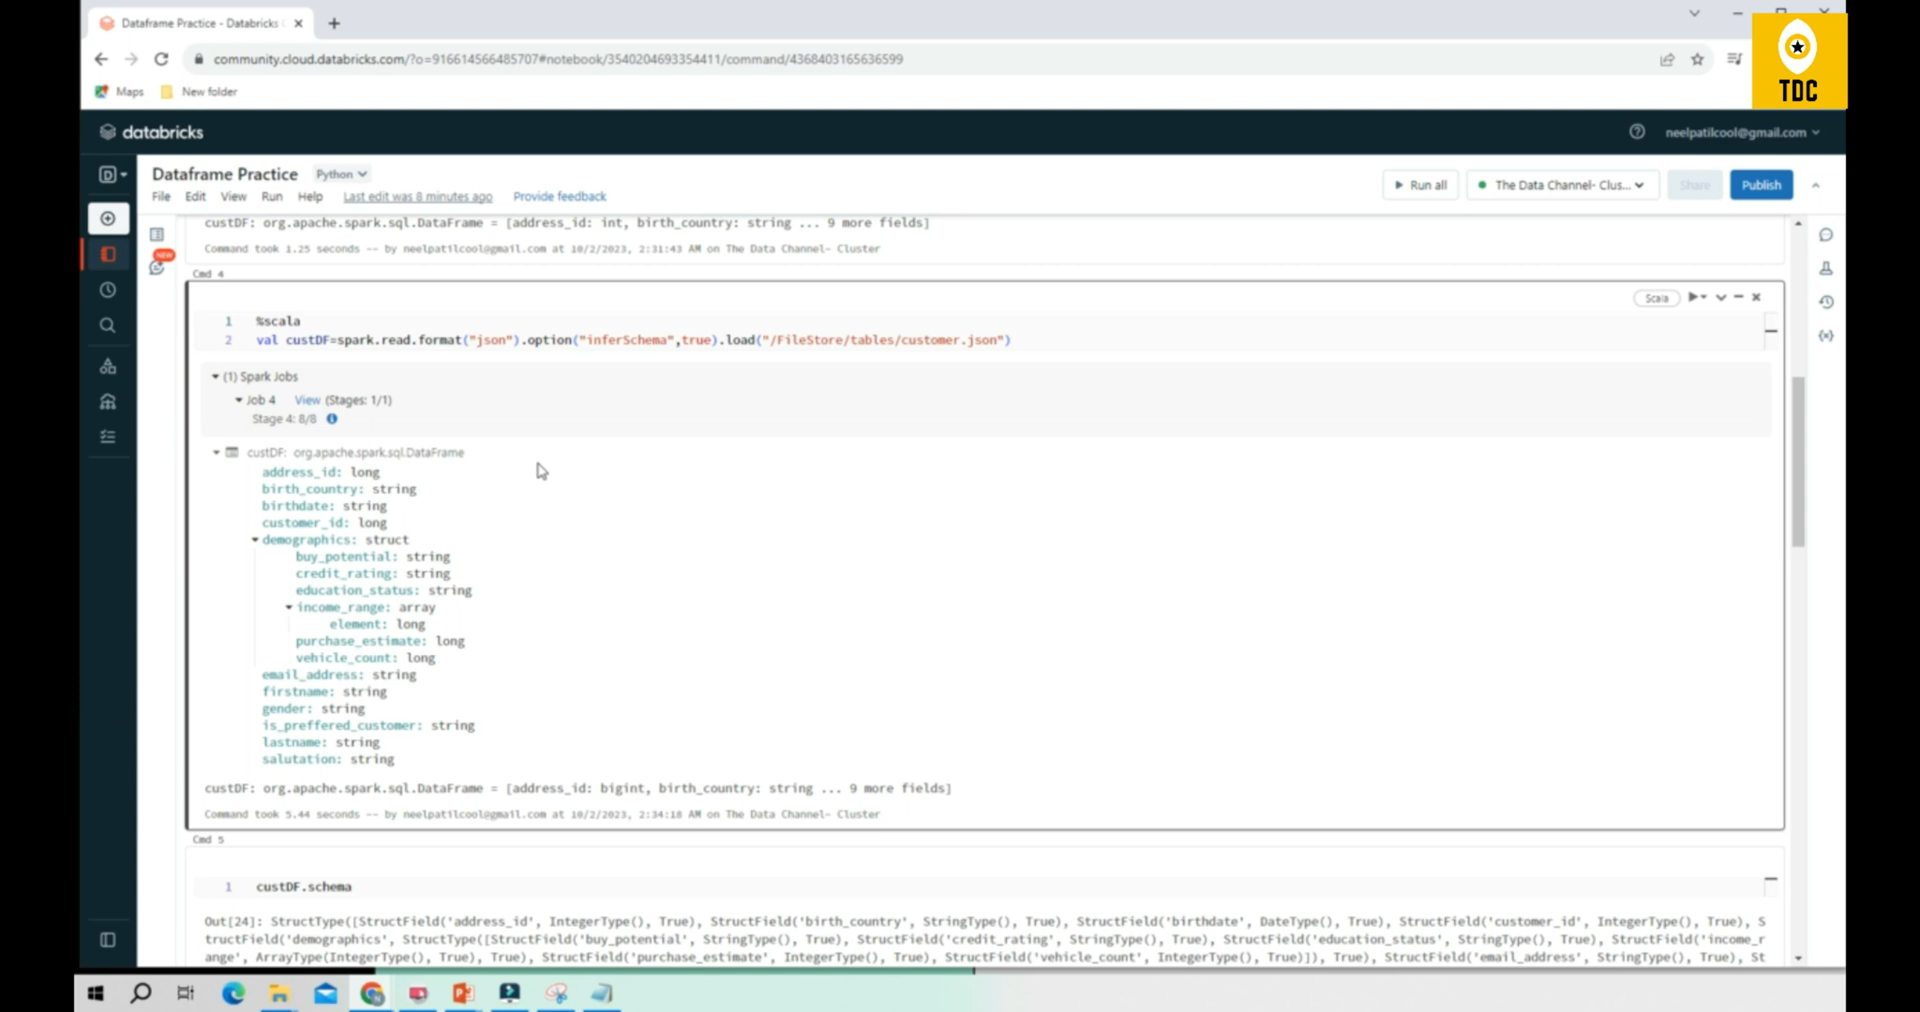 Dataframe Practice - Databricks
community.cloud.databricks.com/?o=916614566485707#notebook/3540204693354411/command/4368403165636599
TDC
Maps New folder
databricks
neelpatilcool@gmail.com
Dataframe Practice Python
File Edit View Run Help Last edit was 8 minutes ago Provide feedback
Run all The Data Channel- Clus... Share Publish
custDF: org.apache.spark.sql.DataFrame = [address_id: int, birth_country: string ... 9 more fields]
Command took 1.25 seconds -- by neelpatilcool@gmail.com at 10/2/2023, 2:31:43 AM on The Data Channel- Cluster
NEW
Cmd 4
Scala
1 %scala
2 val custDF=spark.read.format("json").option("inferSchema",true).load("/FileStore/tables/customer.json")
(1) Spark Jobs
Job 4 View (Stages: 1/1)
Stage 4: 8/8
custDF: org.apache.spark.sql.DataFrame
address_id: long
birth_country: string
birthdate: string
customer_id: long
demographics: struct
buy_potential: string
credit_rating: string
education_status: string
income_range: array
element: long
purchase_estimate: long
vehicle_count: long
email_address: string
firstname: string
gender: string
is_preffered_customer: string
lastname: string
salutation: string
custDF: org.apache.spark.sql.DataFrame = [address_id: bigint, birth_country: string ... 9 more fields]
Command took 5.44 seconds -- by neelpatilcool@gmail.com at 10/2/2023, 2:34:18 AM on The Data Channel- Cluster
Cmd 5
1 custDF.schema
Out[24]: StructType([StructField('address_id', IntegerType(), True), StructField('birth_country', StringType(), True), StructField('birthdate', DateType(), True), StructField('customer_id', IntegerType(), True), S
tructField('demographics', StructType([StructField('buy_potential', StringType(), True), StructField('credit_rating', StringType(), True), StructField('education_status', StringType(), True), StructField('income_r
ange', ArrayType(IntegerType(), True), True), StructField('purchase_estimate', IntegerType(), True), StructField('vehicle_count', IntegerType(), True)]), True), StructField('email_address', StringType(), True), St